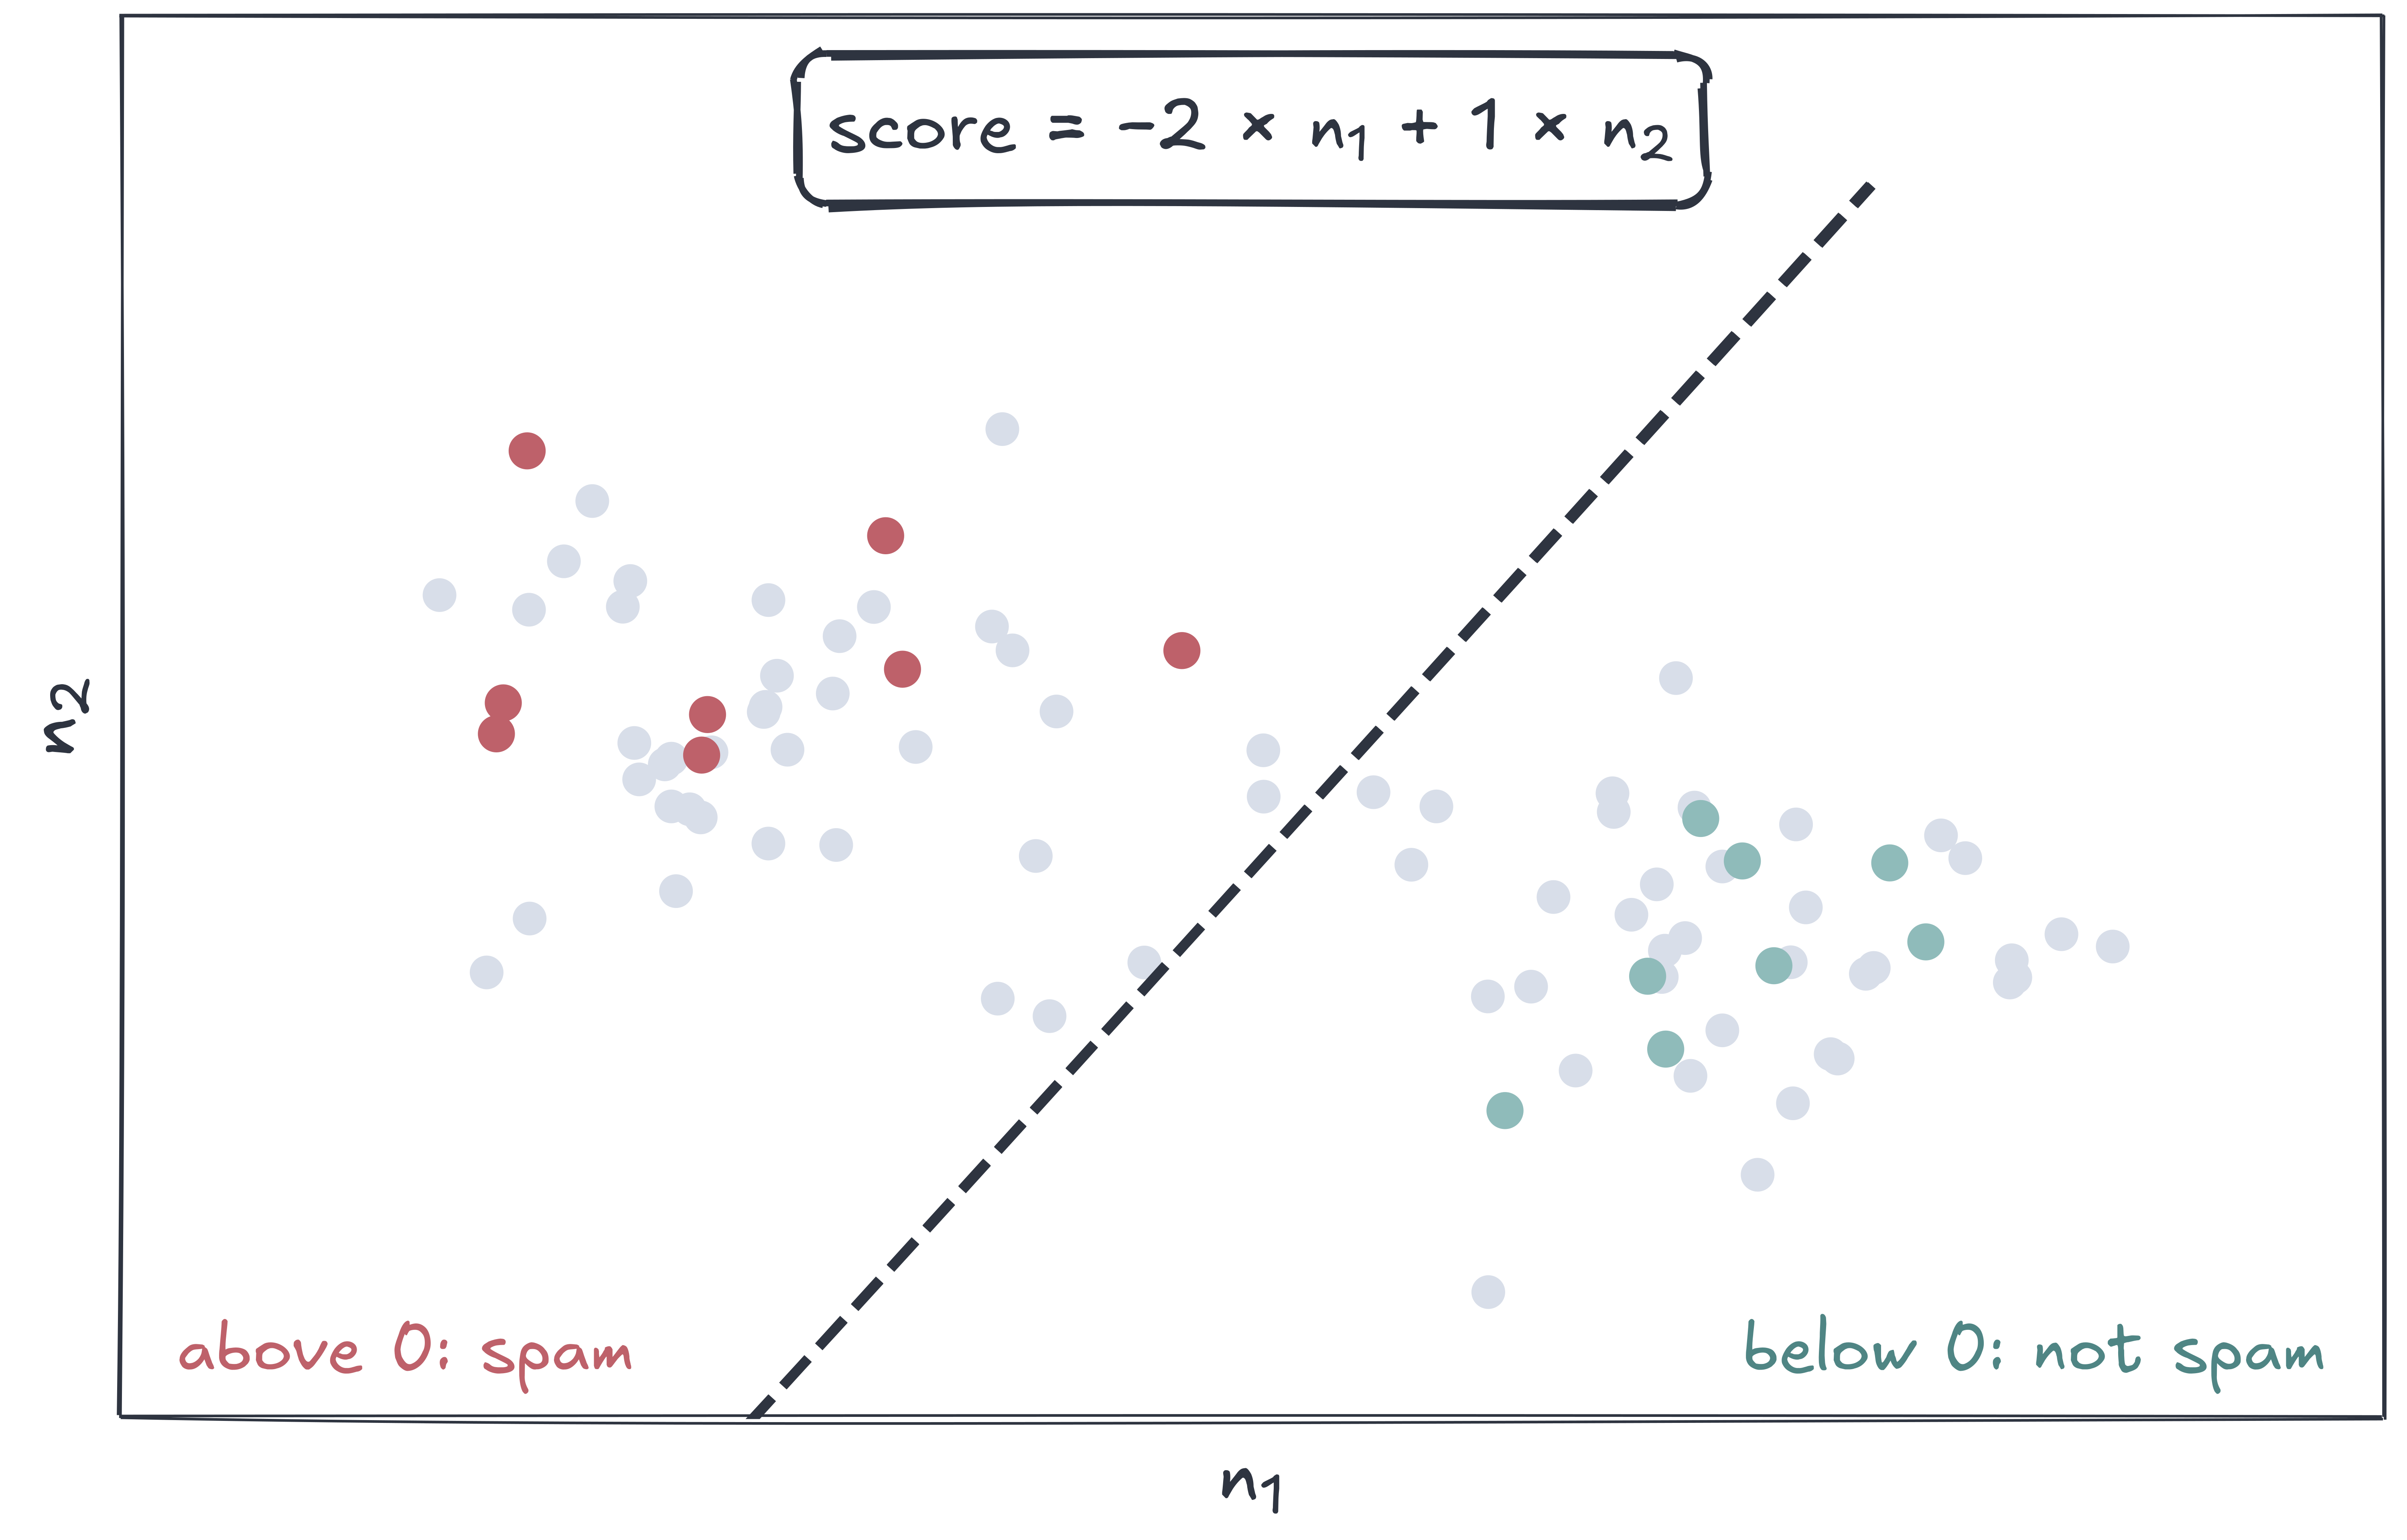 score = -2 × n₁ + 1 × n₂
n₂
above 0: spam
below 0: not spam
n₁